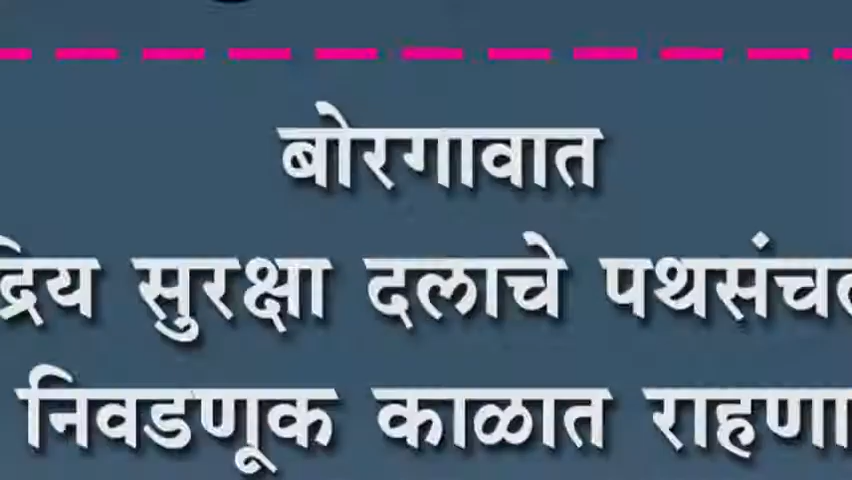 बोरगावात
द्रिय सुरक्षा दलाचे पथसंचल
निवडणूक काळात राहणा